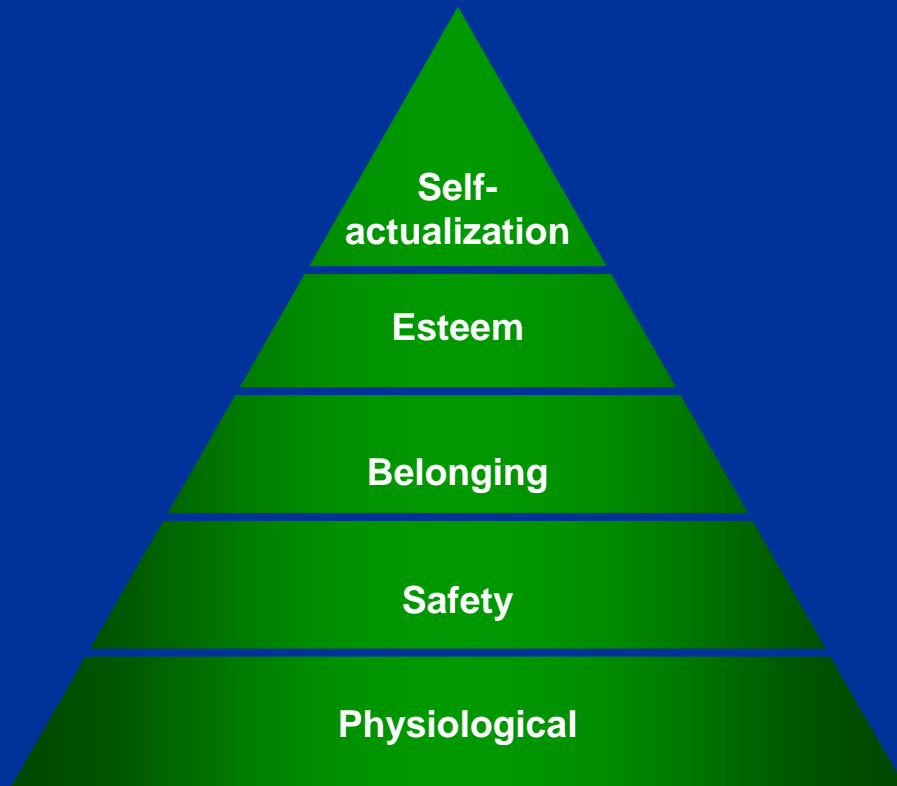 Self-
actualization
Esteem
Belonging
Safety
Physiological